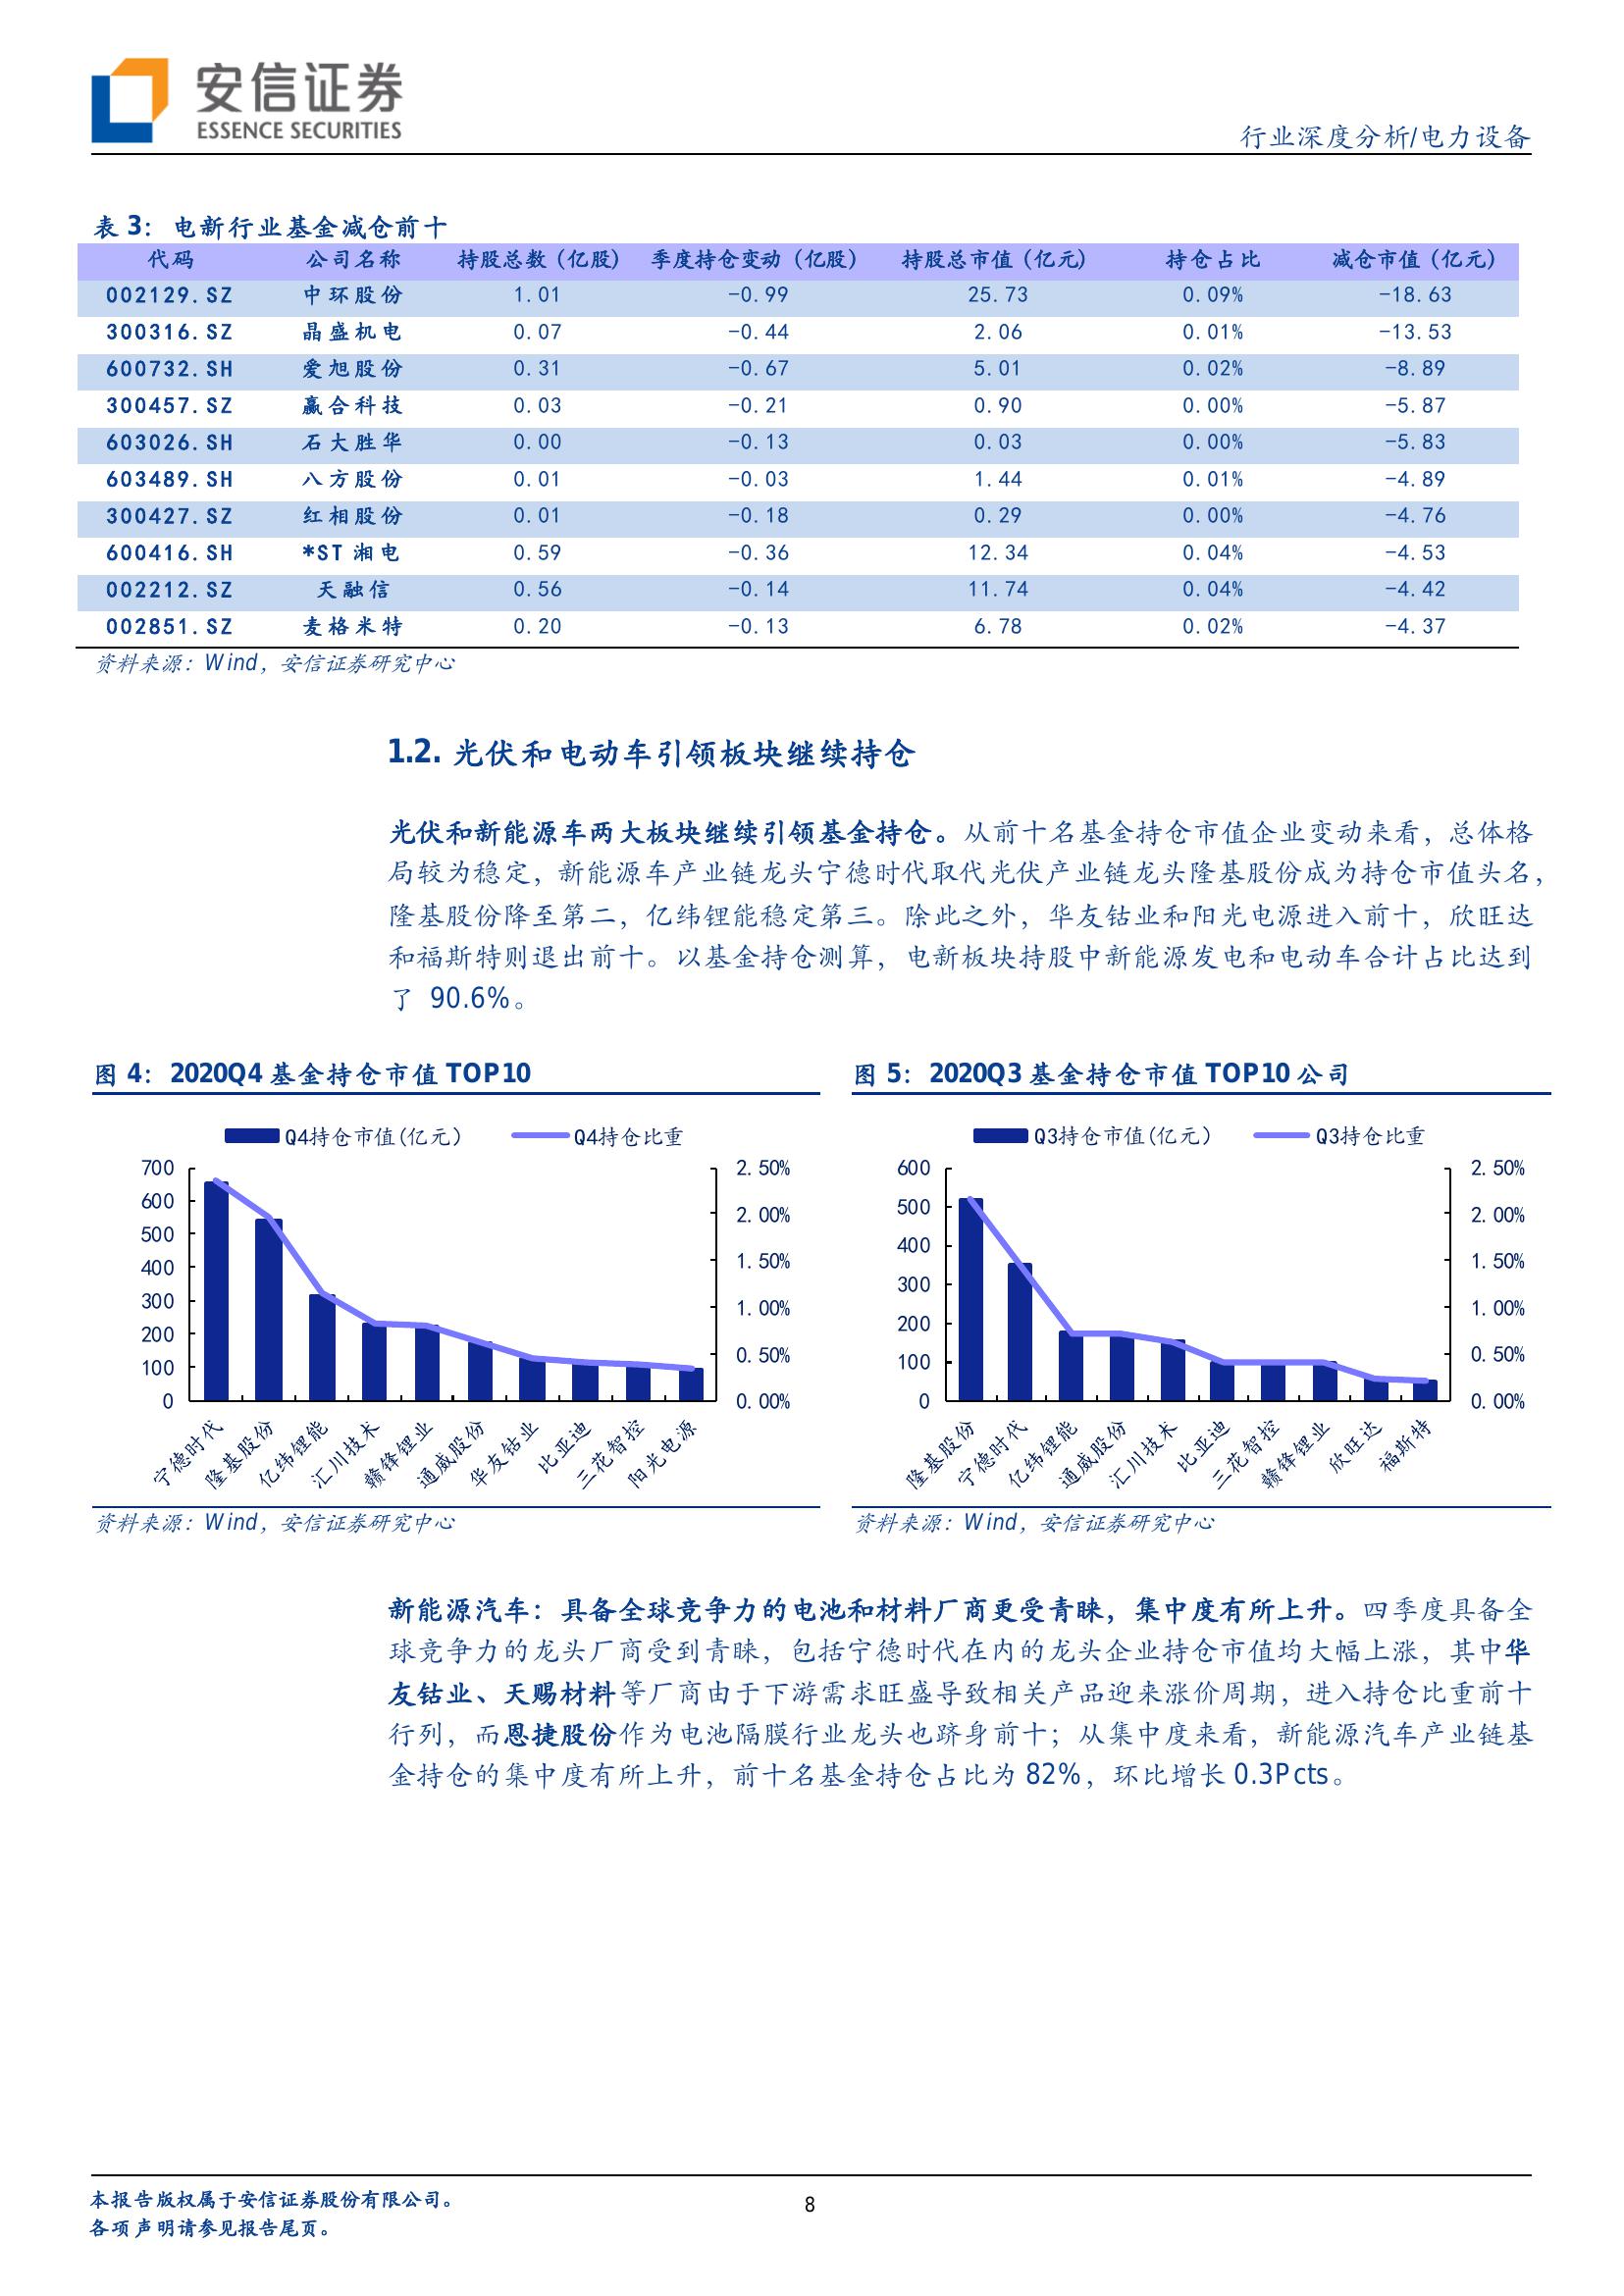 安信证券
ESSENCE SECURITIES
行业深度分析/电力设备
表 3：电新行业基金减仓前十
代码 公司名称 持股总数（亿股） 季度持仓变动（亿股） 持股总市值（亿元） 持仓占比 减仓市值（亿元）
002129.SZ 中环股份 1.01 -0.99 25.73 0.09% -18.63
300316.SZ 晶盛机电 0.07 -0.44 2.06 0.01% -13.53
600732.SH 爱旭股份 0.31 -0.67 5.01 0.02% -8.89
300457.SZ 赢合科技 0.03 -0.21 0.90 0.00% -5.87
603026.SH 石大胜华 0.00 -0.13 0.03 0.00% -5.83
603489.SH 八方股份 0.01 -0.03 1.44 0.01% -4.89
300427.SZ 红相股份 0.01 -0.18 0.29 0.00% -4.76
600416.SH *ST 湘电 0.59 -0.36 12.34 0.04% -4.53
002212.SZ 天融信 0.56 -0.14 11.74 0.04% -4.42
002851.SZ 麦格米特 0.20 -0.13 6.78 0.02% -4.37
资料来源：Wind，安信证券研究中心
1.2. 光伏和电动车引领板块继续持仓
光伏和新能源车两大板块继续引领基金持仓。从前十名基金持仓市值企业变动来看，总体格
局较为稳定，新能源车产业链龙头宁德时代取代光伏产业链龙头隆基股份成为持仓市值头名，
隆基股份降至第二，亿纬锂能稳定第三。除此之外，华友钴业和阳光电源进入前十，欣旺达
和福斯特则退出前十。以基金持仓测算，电新板块持股中新能源发电和电动车合计占比达到
了 90.6%。
图 4：2020Q4 基金持仓市值 TOP10
Q4持仓市值(亿元) Q4持仓比重
700
600
500
400
300
200
100
0
2.50%
2.00%
1.50%
1.00%
0.50%
0.00%
宁德时代
隆基股份
亿纬锂能
汇川技术
赣锋锂业
通威股份
华友钴业
比亚迪
三花智控
阳光电源
资料来源：Wind，安信证券研究中心
图 5：2020Q3 基金持仓市值 TOP10 公司
Q3持仓市值(亿元) Q3持仓比重
600
500
400
300
200
100
0
2.50%
2.00%
1.50%
1.00%
0.50%
0.00%
隆基股份
宁德时代
亿纬锂能
通威股份
汇川技术
比亚迪
三花智控
赣锋锂业
欣旺达
福斯特
资料来源：Wind，安信证券研究中心
新能源汽车：具备全球竞争力的电池和材料厂商更受青睐，集中度有所上升。四季度具备全
球竞争力的龙头厂商受到青睐，包括宁德时代在内的龙头企业持仓市值均大幅上涨，其中华
友钴业、天赐材料等厂商由于下游需求旺盛导致相关产品迎来涨价周期，进入持仓比重前十
行列，而恩捷股份作为电池隔膜行业龙头也跻身前十；从集中度来看，新能源汽车产业链基
金持仓的集中度有所上升，前十名基金持仓占比为 82%，环比增长 0.3Pcts。
本报告版权属于安信证券股份有限公司。
各项声明请参见报告尾页。
8